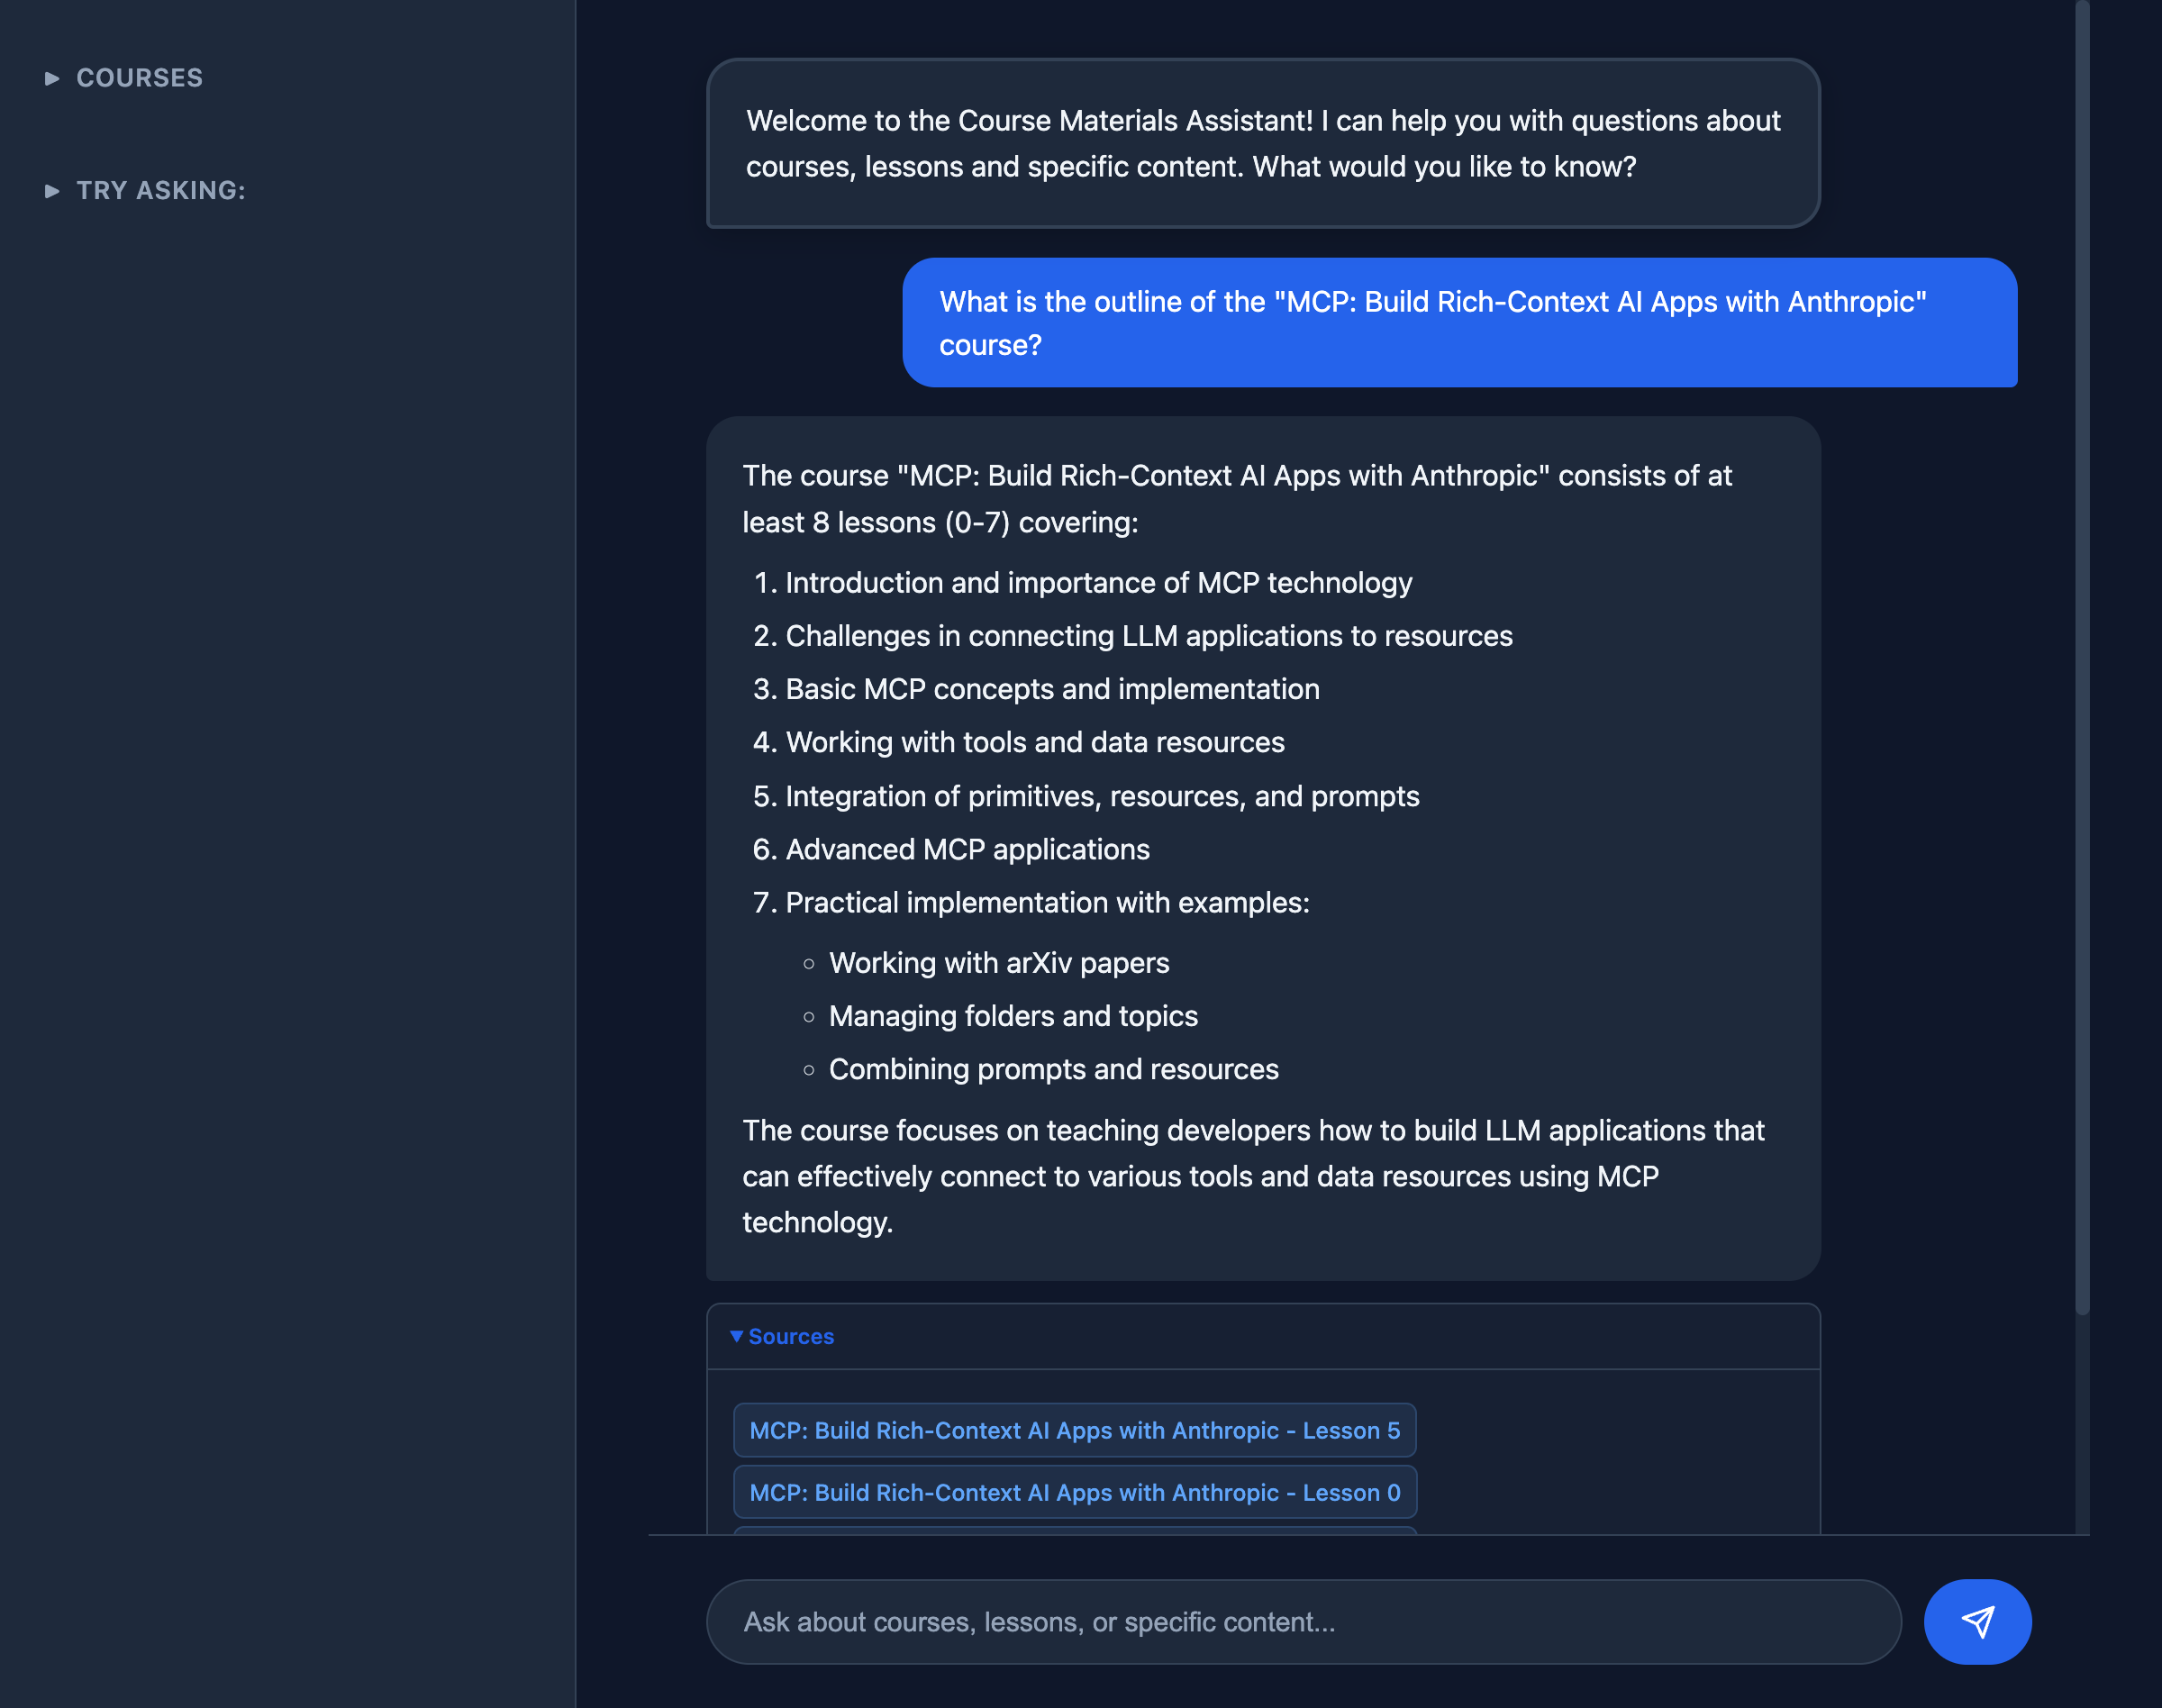 COURSES
TRY ASKING:
Welcome to the Course Materials Assistant! I can help you with questions about
courses, lessons and specific content. What would you like to know?
What is the outline of the "MCP: Build Rich-Context AI Apps with Anthropic"
course?
The course "MCP: Build Rich-Context AI Apps with Anthropic" consists of at
least 8 lessons (0-7) covering:
1. Introduction and importance of MCP technology
2. Challenges in connecting LLM applications to resources
3. Basic MCP concepts and implementation
4. Working with tools and data resources
5. Integration of primitives, resources, and prompts
6. Advanced MCP applications
7. Practical implementation with examples:
Working with arXiv papers
Managing folders and topics
Combining prompts and resources
The course focuses on teaching developers how to build LLM applications that
can effectively connect to various tools and data resources using MCP
technology.
Sources
MCP: Build Rich-Context AI Apps with Anthropic - Lesson 5
MCP: Build Rich-Context AI Apps with Anthropic - Lesson 0
Ask about courses, lessons, or specific content...